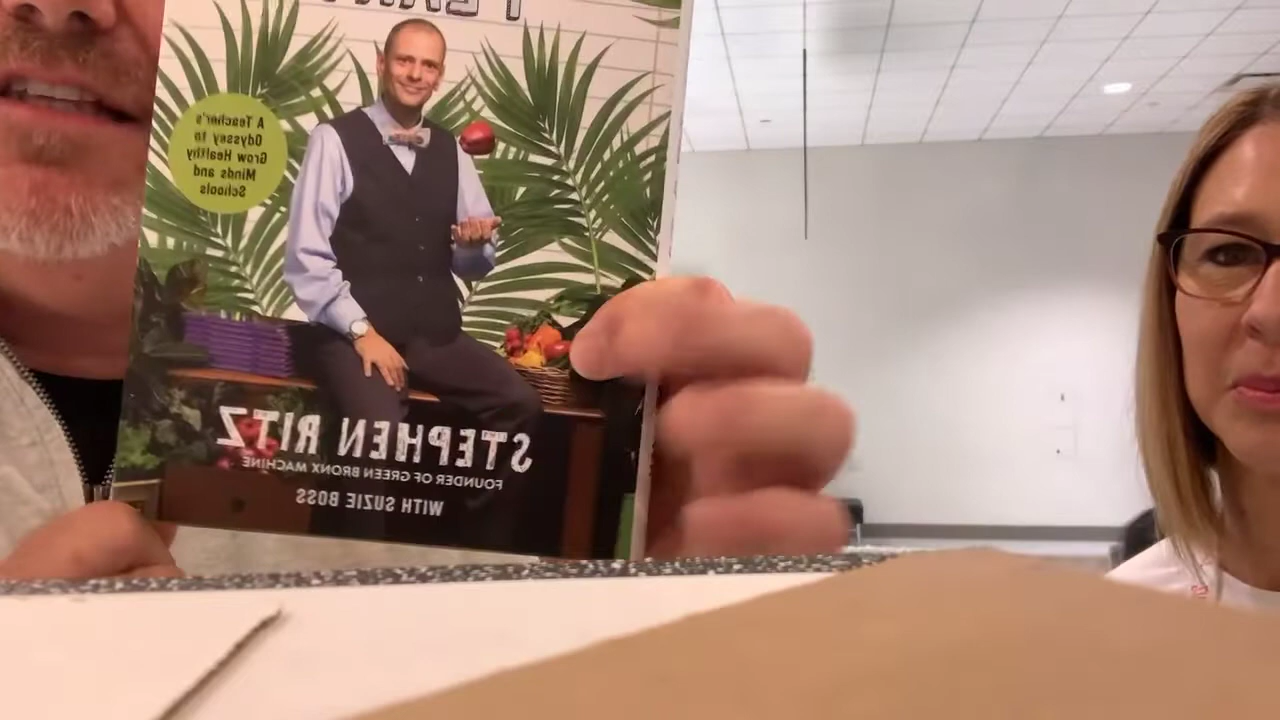 A Teacher's
Odyssey to
Grow Healthy
Minds and
Schools
STEPHEN RITZ
FOUNDER OF GREEN BRONX MACHINE
WITH SUZIE BOSS